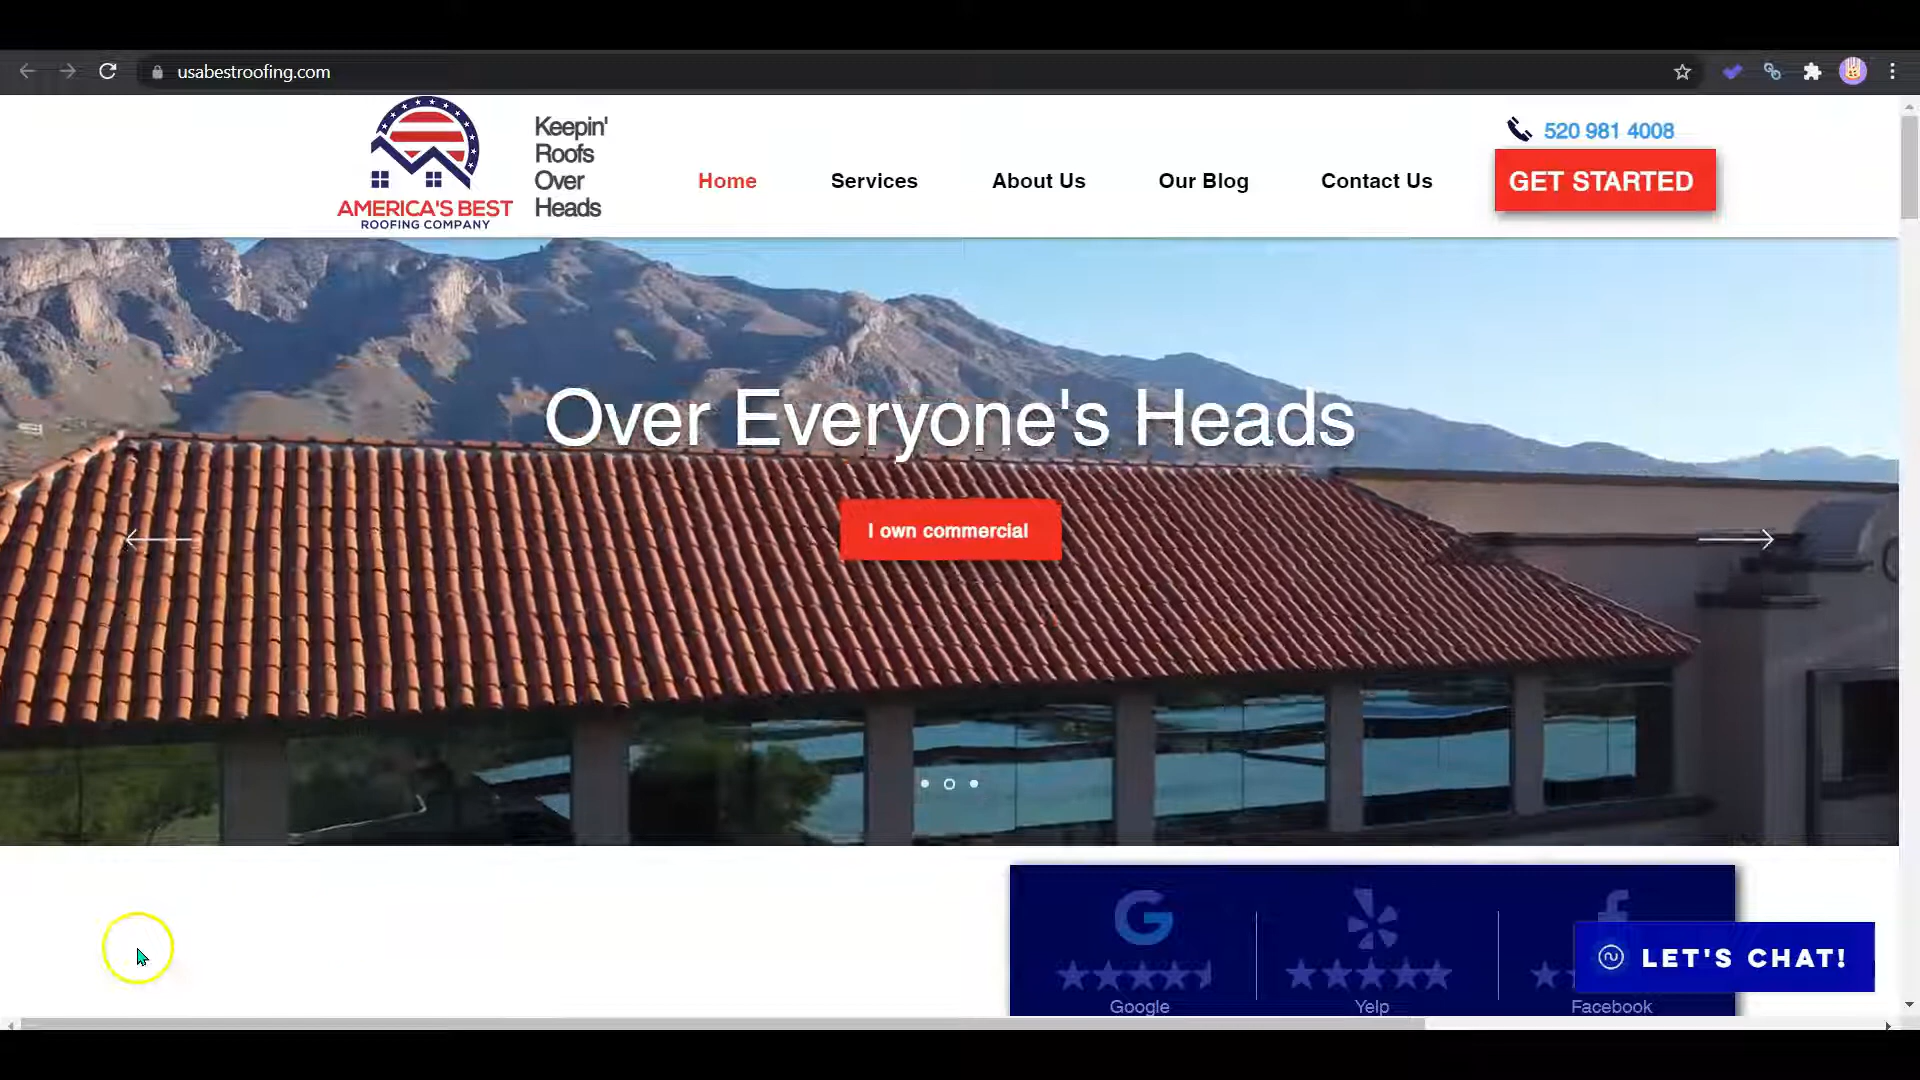 usabestroofing.com
AMERICA'S BEST
ROOFING COMPANY
Keepin'
Roofs
Over
Heads
Home
Services
About Us
Our Blog
Contact Us
520 981 4008
GET STARTED
Over Everyone's Heads
I own commercial
Google
Yelp
Facebook
LET'S CHAT!